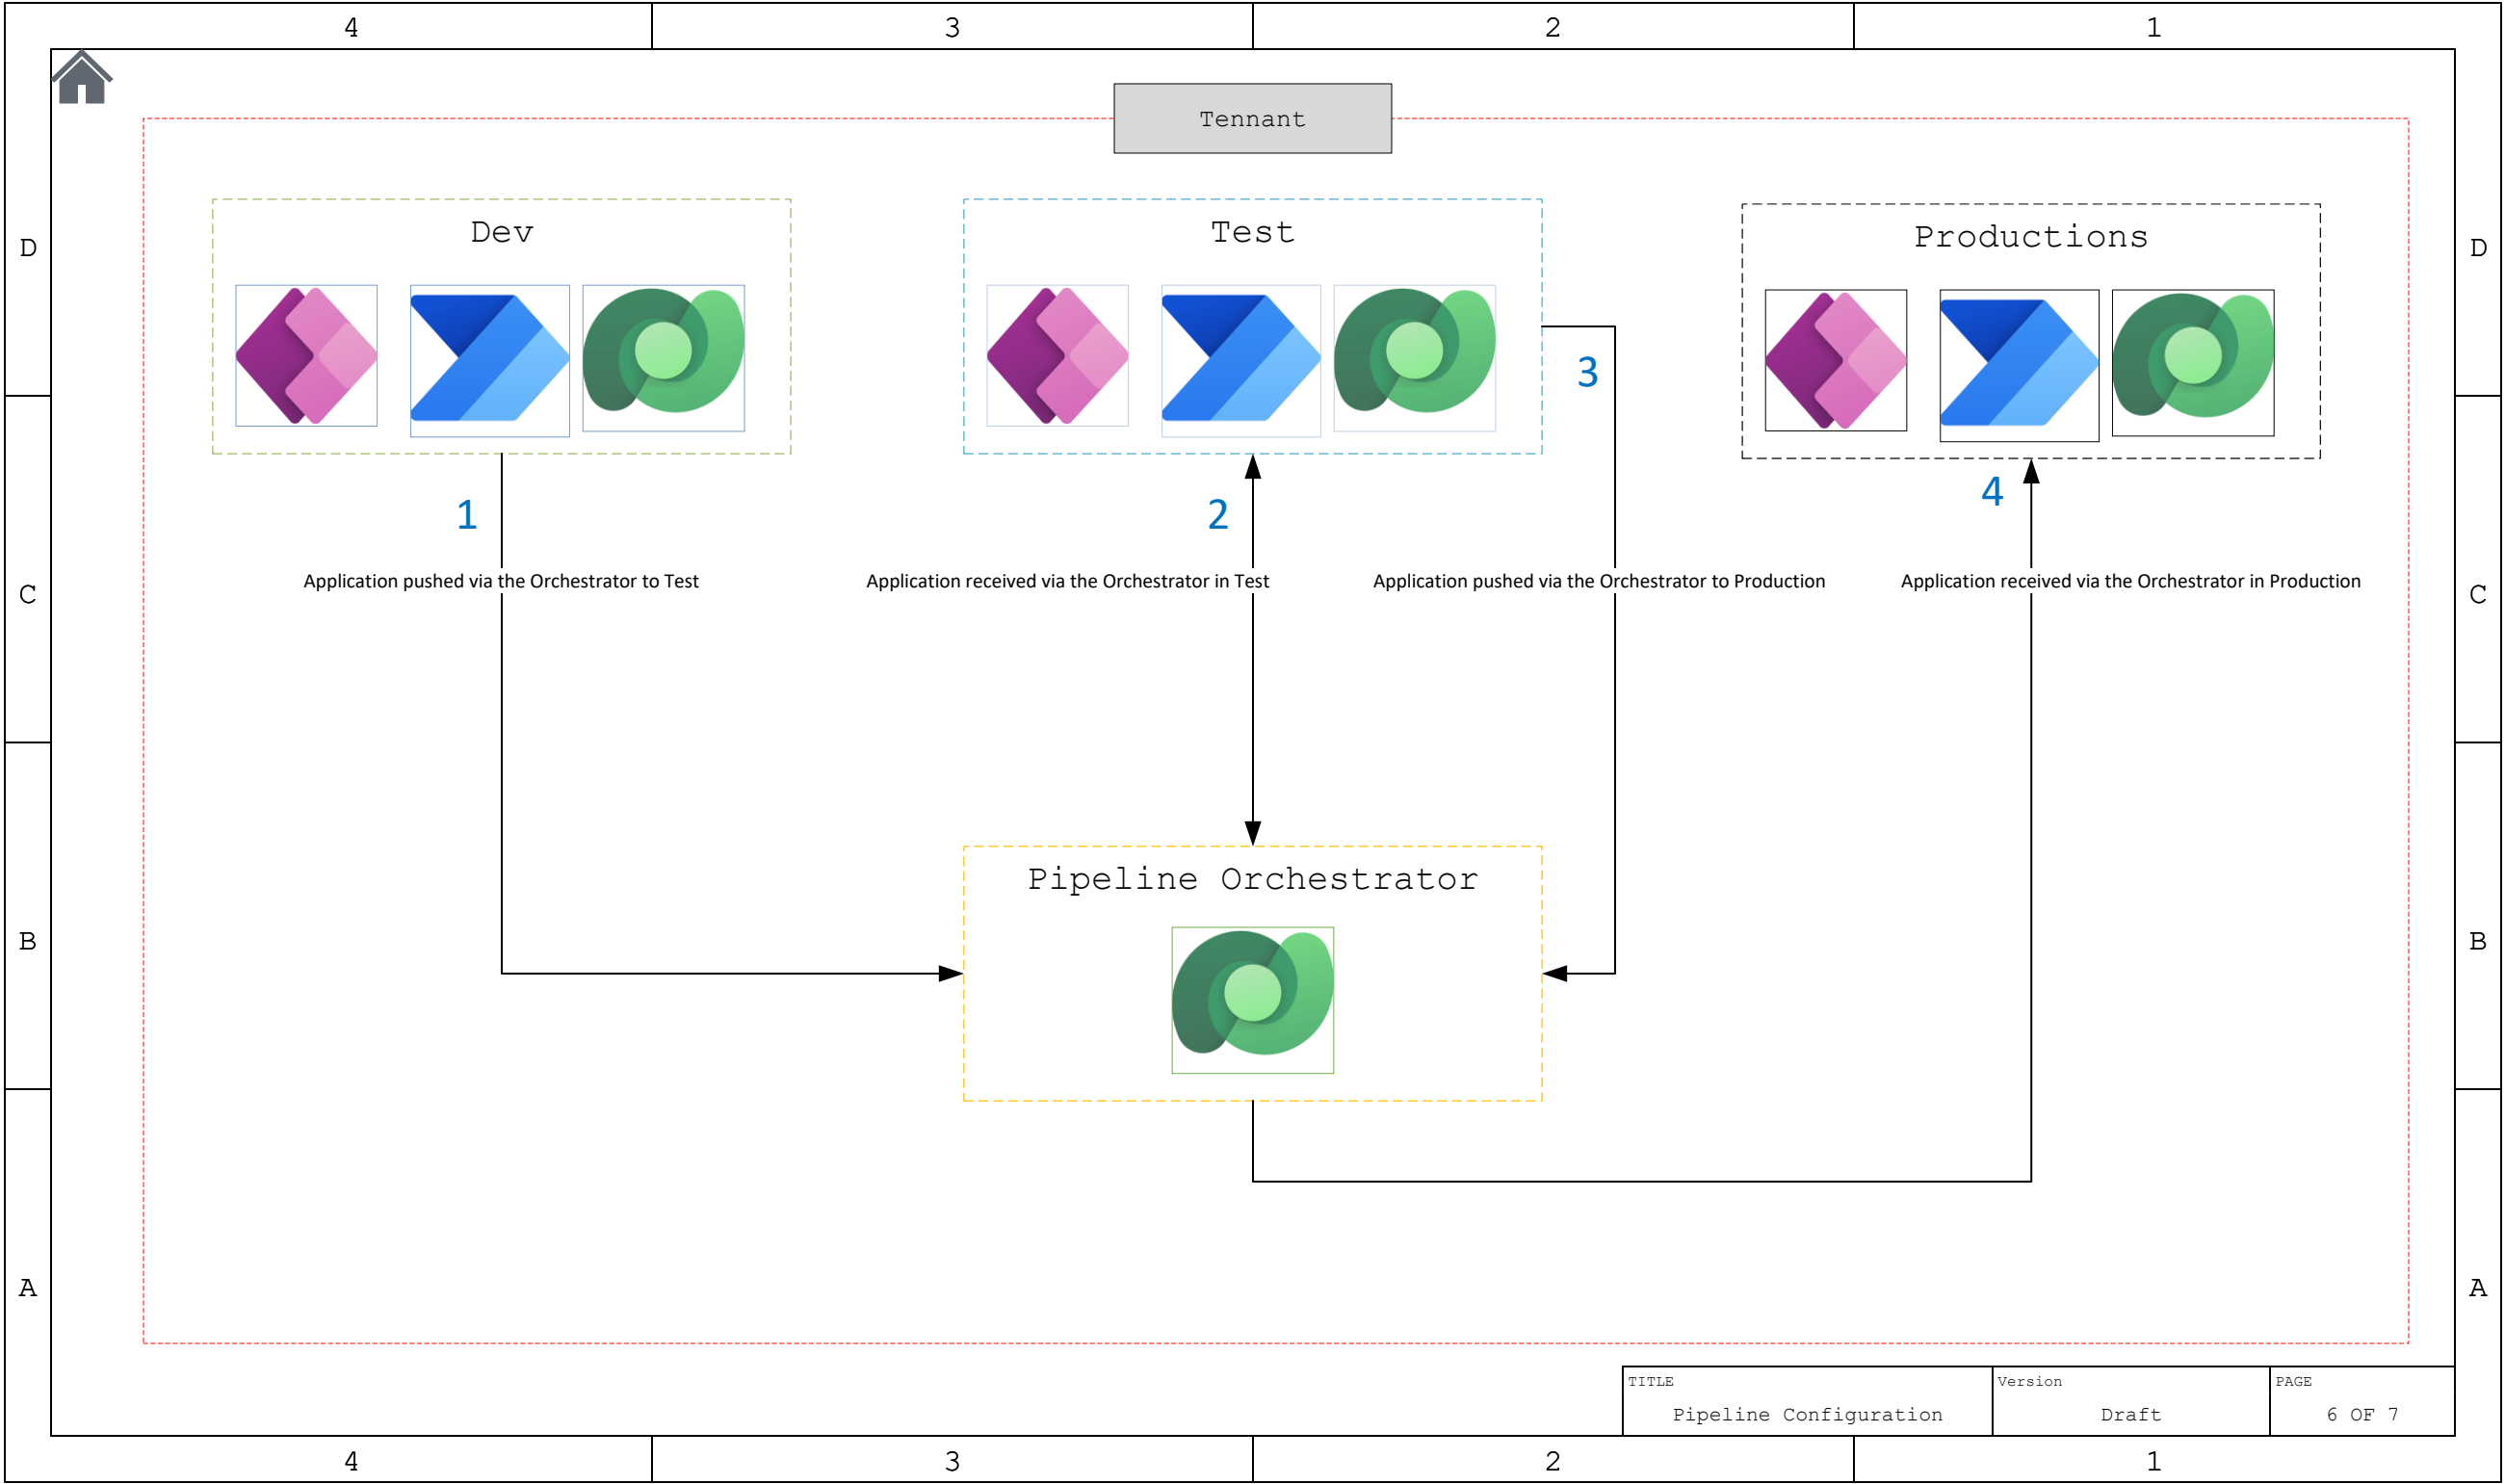 4 3 2 1
Tennant
Dev
Test
Productions
D D
3
1
2
4
Application pushed via the Orchestrator to Test
Application received via the Orchestrator in Test
Application pushed via the Orchestrator to Production
Application received via the Orchestrator in Production
C C
Pipeline Orchestrator
B B
A A
TITLE
Pipeline Configuration
Version
Draft
PAGE
6 OF 7
4 3 2 1